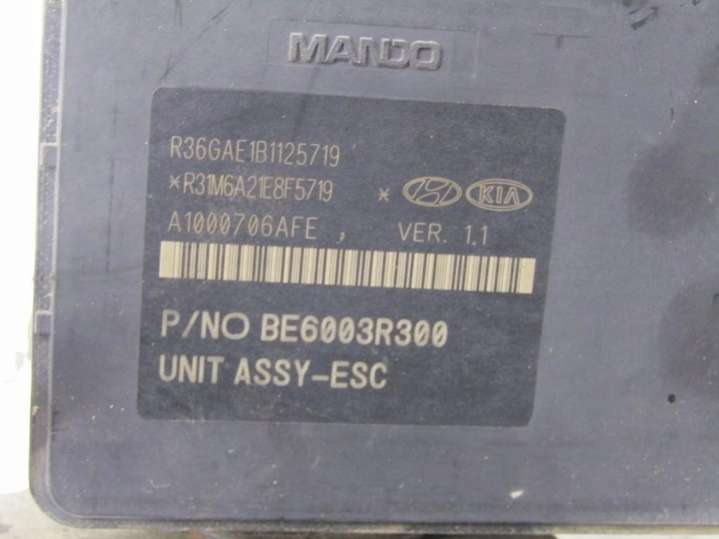 MANDO
R36GAE1B1125719
*R31M6A21E8F5719 *
KIA
A1000706AFE , VER. 1.1
P/NO BE6003R300
UNIT ASSY-ESC